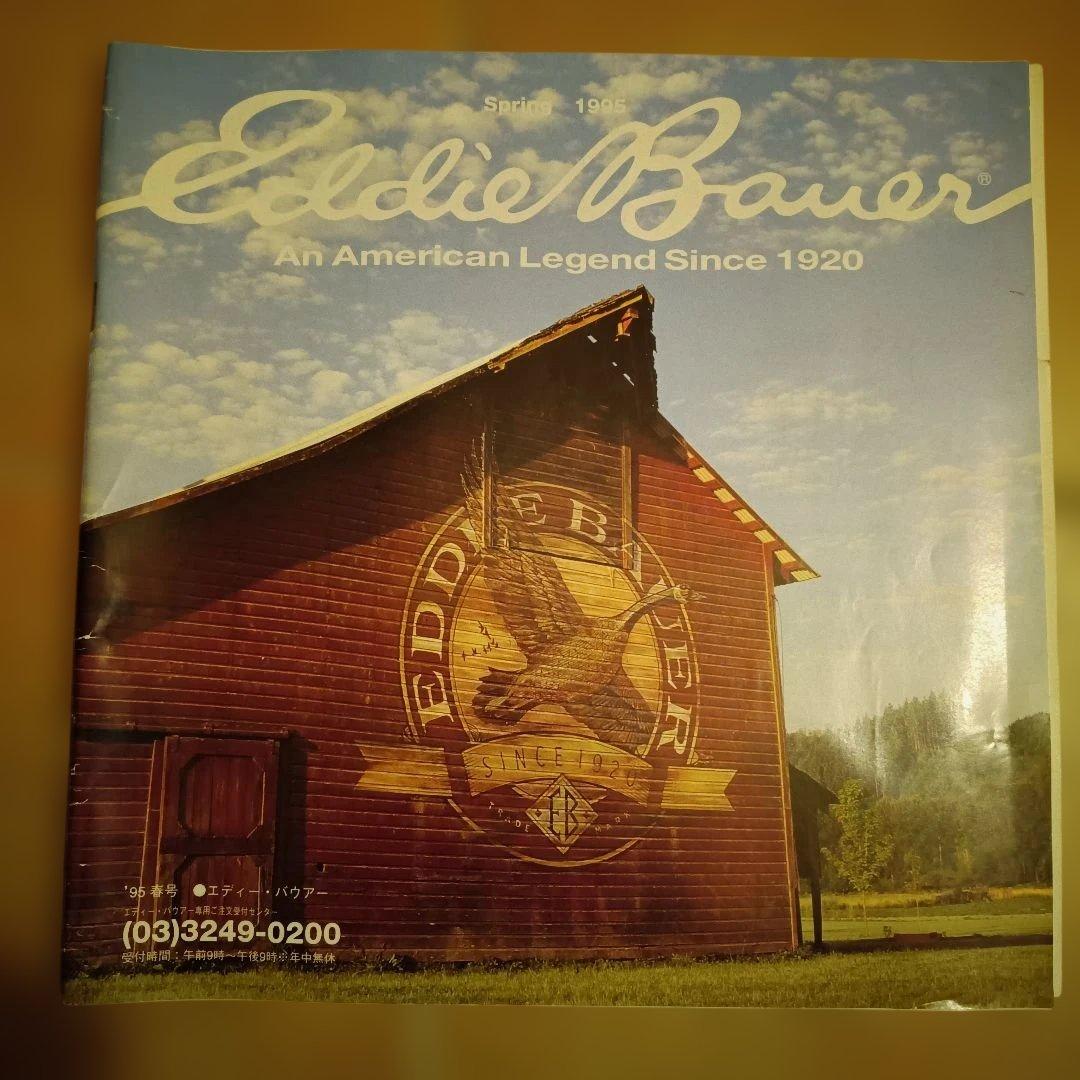 Spring 1995
Eddie Bauer®
An American Legend Since 1920
EDDIE BAUER
SINCE 1920
TRADE EB MARK
'95 春号 ●エディー・バウアー
エディー・バウアー専用ご注文受付センター
(03)3249-0200
受付時間:午前9時〜午後9時※年中無休